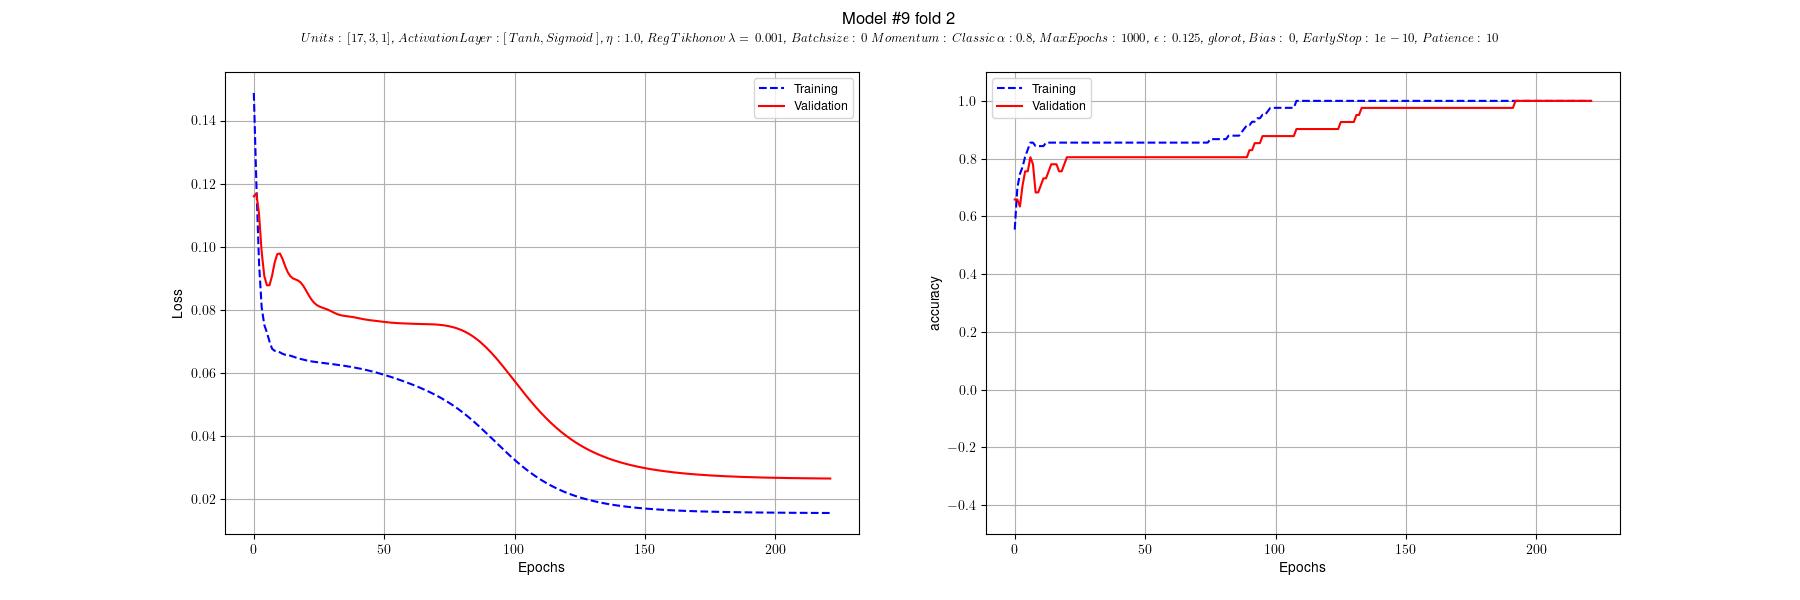 Model #9 fold 2
Units : [17, 3, 1], ActivationLayer : [ Tanh, Sigmoid ], η : 1.0, RegTikhonov λ = 0.001, Batchsize : 0 Momentum : Classic α : 0.8, MaxEpochs : 1000, ϵ : 0.125, glorot, Bias : 0, EarlyStop : 1e − 10, Patience : 10
Training
Validation
0.14
0.12
0.10
0.08
0.06
0.04
0.02
Loss
0 50 100 150 200
Epochs
Training
Validation
1.0
0.8
0.6
0.4
0.2
0.0
−0.2
−0.4
accuracy
0 50 100 150 200
Epochs